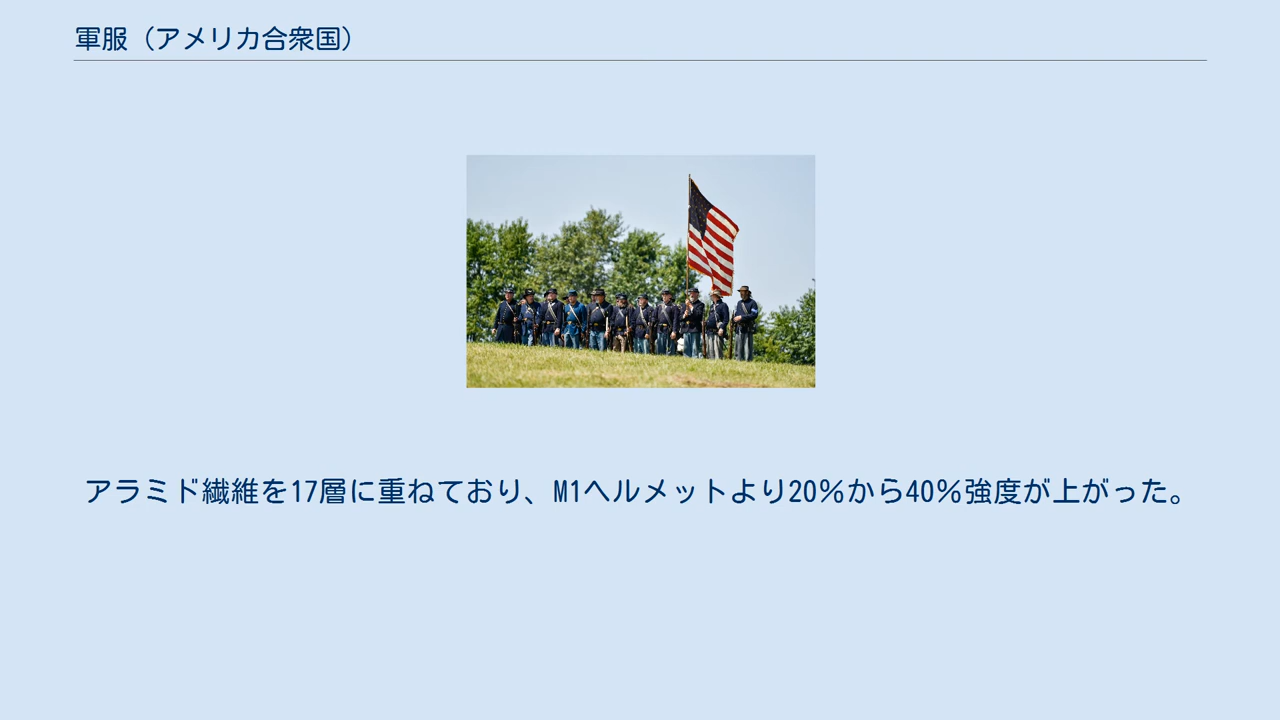 軍服（アメリカ合衆国）
アラミド繊維を17層に重ねており、M1ヘルメットより20％から40％強度が上がった。